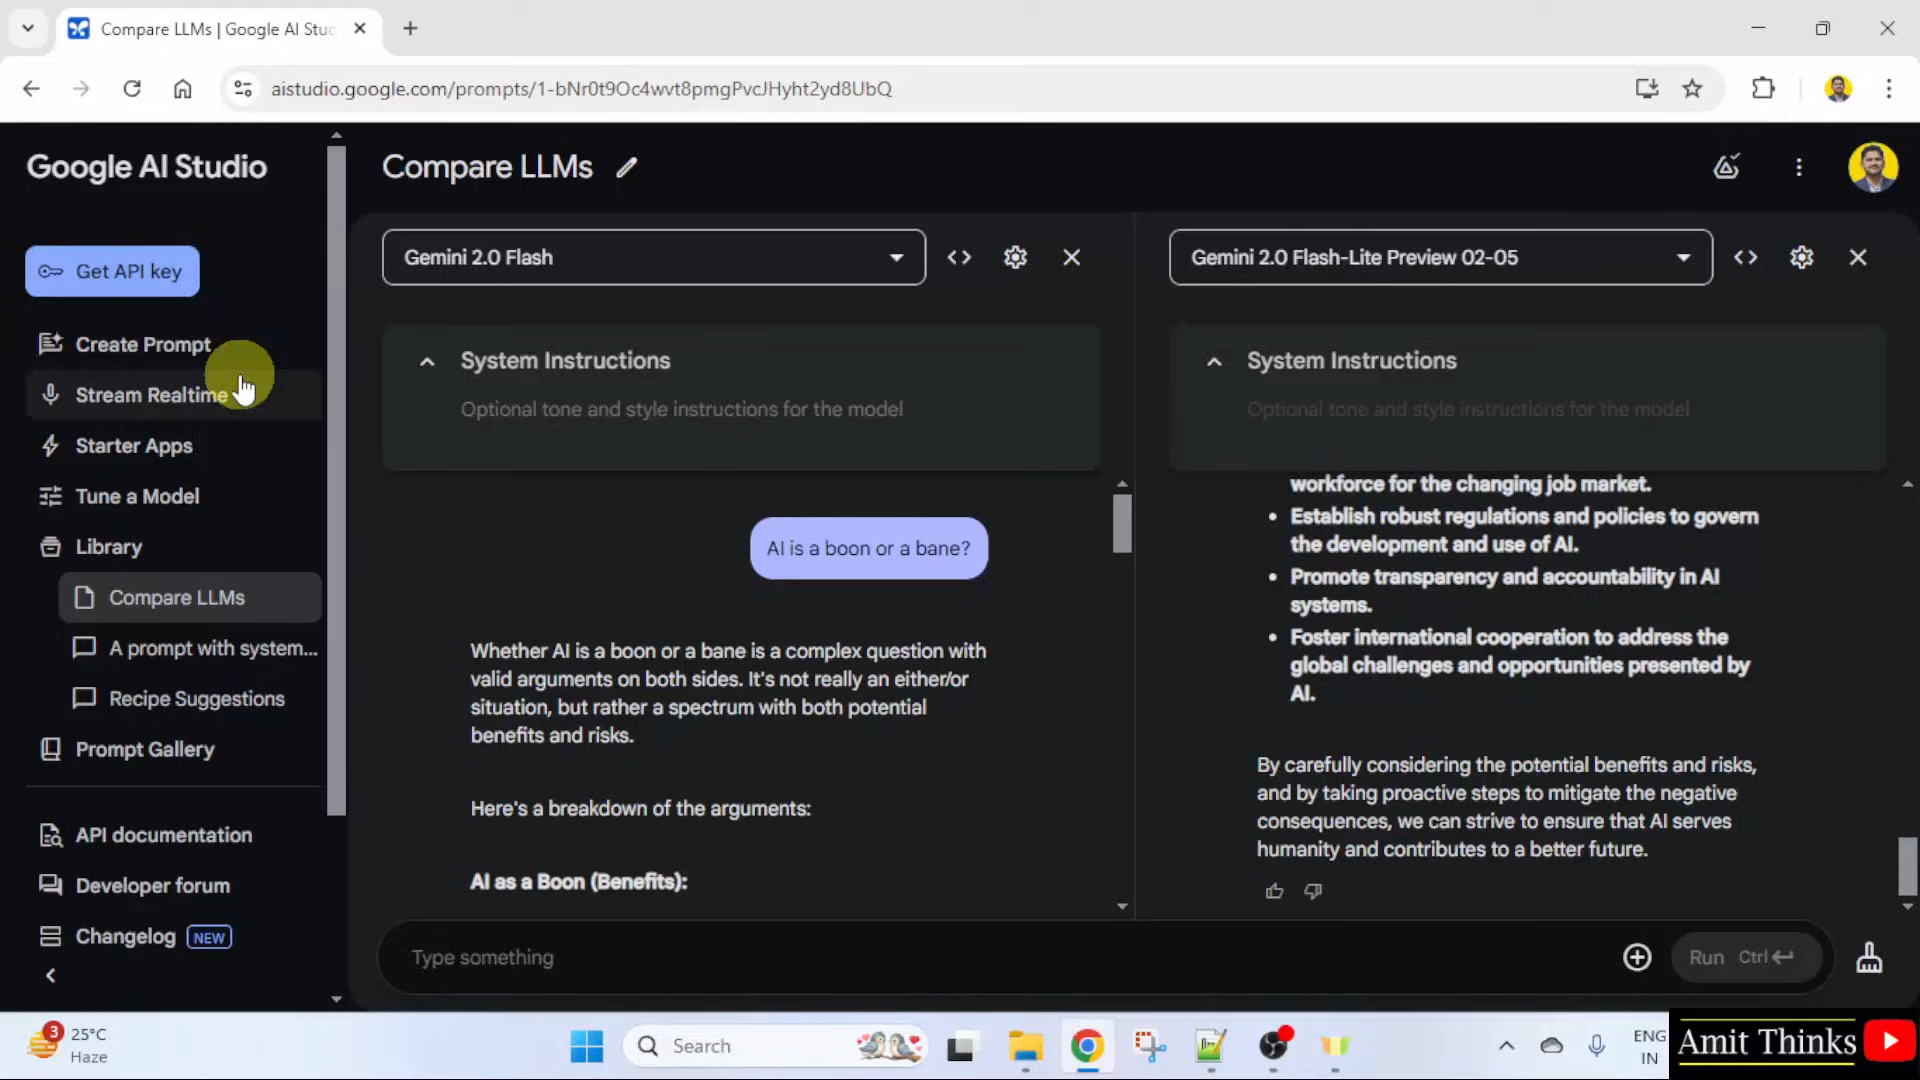 Compare LLMs | Google AI Stud
aistudio.google.com/prompts/1-bNr0t9Oc4wvt8pmgPvcJHyht2yd8UbQ
Google AI Studio
Get API key
Create Prompt
Stream Realtime
Starter Apps
Tune a Model
Library
Compare LLMs
A prompt with system...
Recipe Suggestions
Prompt Gallery
API documentation
Developer forum
Changelog NEW
Compare LLMs
Gemini 2.0 Flash
System Instructions
Optional tone and style instructions for the model
AI is a boon or a bane?
Whether AI is a boon or a bane is a complex question with
valid arguments on both sides. It's not really an either/or
situation, but rather a spectrum with both potential
benefits and risks.
Here's a breakdown of the arguments:
AI as a Boon (Benefits):
Gemini 2.0 Flash-Lite Preview 02-05
System Instructions
Optional tone and style instructions for the model
workforce for the changing job market.
• Establish robust regulations and policies to govern
the development and use of AI.
• Promote transparency and accountability in AI
systems.
• Foster international cooperation to address the
global challenges and opportunities presented by
AI.
By carefully considering the potential benefits and risks,
and by taking proactive steps to mitigate the negative
consequences, we can strive to ensure that AI serves
humanity and contributes to a better future.
Type something
Run Ctrl
3
25°C
Haze
Search
ENG
IN
Amit Thinks